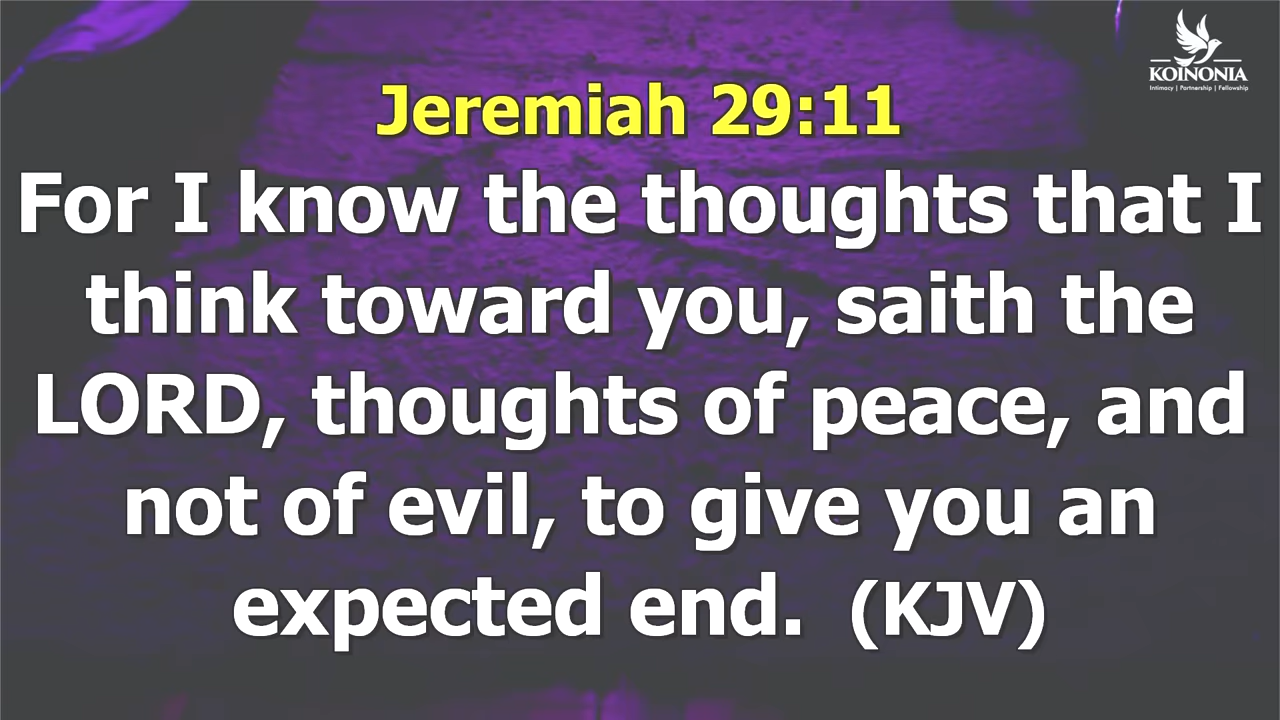 KOINONIA
Intimacy | Partnership | Fellowship
Jeremiah 29:11
For I know the thoughts that I
think toward you, saith the
LORD, thoughts of peace, and
not of evil, to give you an
expected end.  (KJV)